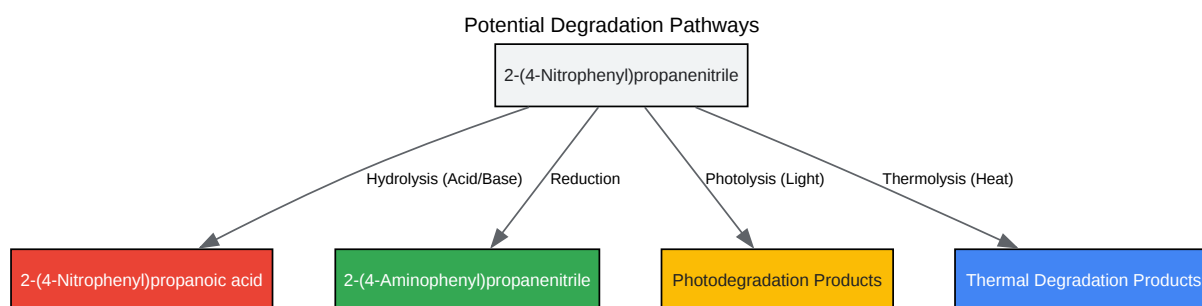 Potential Degradation Pathways
2-(4-Nitrophenyl)propanenitrile
Hydrolysis (Acid/Base)
Reduction
Photolysis (Light)
Thermolysis (Heat)
2-(4-Nitrophenyl)propanoic acid
2-(4-Aminophenyl)propanenitrile
Photodegradation Products
Thermal Degradation Products